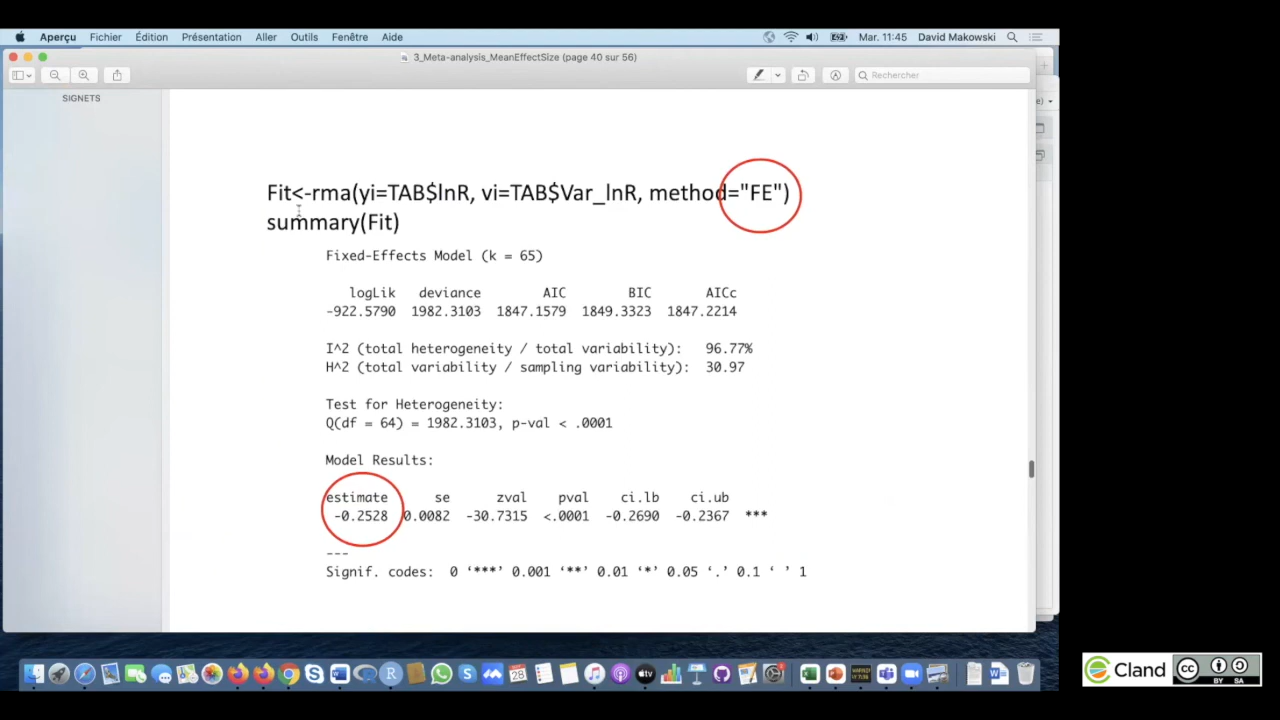 Aperçu Fichier Édition Présentation Aller Outils Fenêtre Aide Mar. 11:45 David Makowski
3_Meta-analysis_MeanEffectSize (page 40 sur 56)
Rechercher
SIGNETS
Fit<-rma(yi=TAB$lnR, vi=TAB$Var_lnR, method="FE")
summary(Fit)
Fixed-Effects Model (k = 65)
logLik deviance AIC BIC AICc
-922.5790 1982.3103 1847.1579 1849.3323 1847.2214
I^2 (total heterogeneity / total variability): 96.77%
H^2 (total variability / sampling variability): 30.97
Test for Heterogeneity:
Q(df = 64) = 1982.3103, p-val < .0001
Model Results:
estimate se zval pval ci.lb ci.ub
-0.2528 0.0082 -30.7315 <.0001 -0.2690 -0.2367 ***
---
Signif. codes: 0 ‘***’ 0.001 ‘**’ 0.01 ‘*’ 0.05 ‘.’ 0.1 ‘ ’ 1
Cland
CC
BY SA